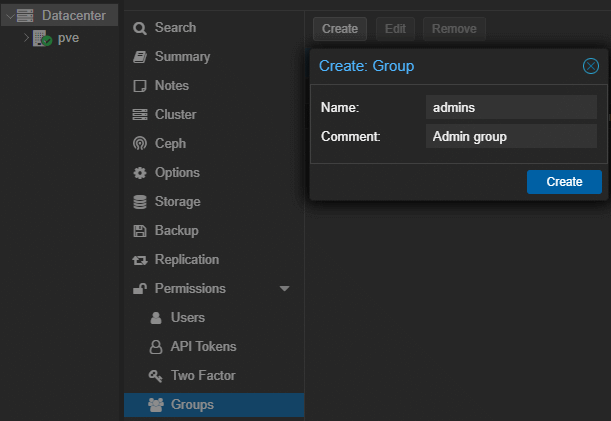 Datacenter
pve
Search
Summary
Notes
Cluster
Ceph
Options
Storage
Backup
Replication
Permissions
Users
API Tokens
Two Factor
Groups
Create Edit Remove
Create: Group
Name: admins
Comment: Admin group
Create